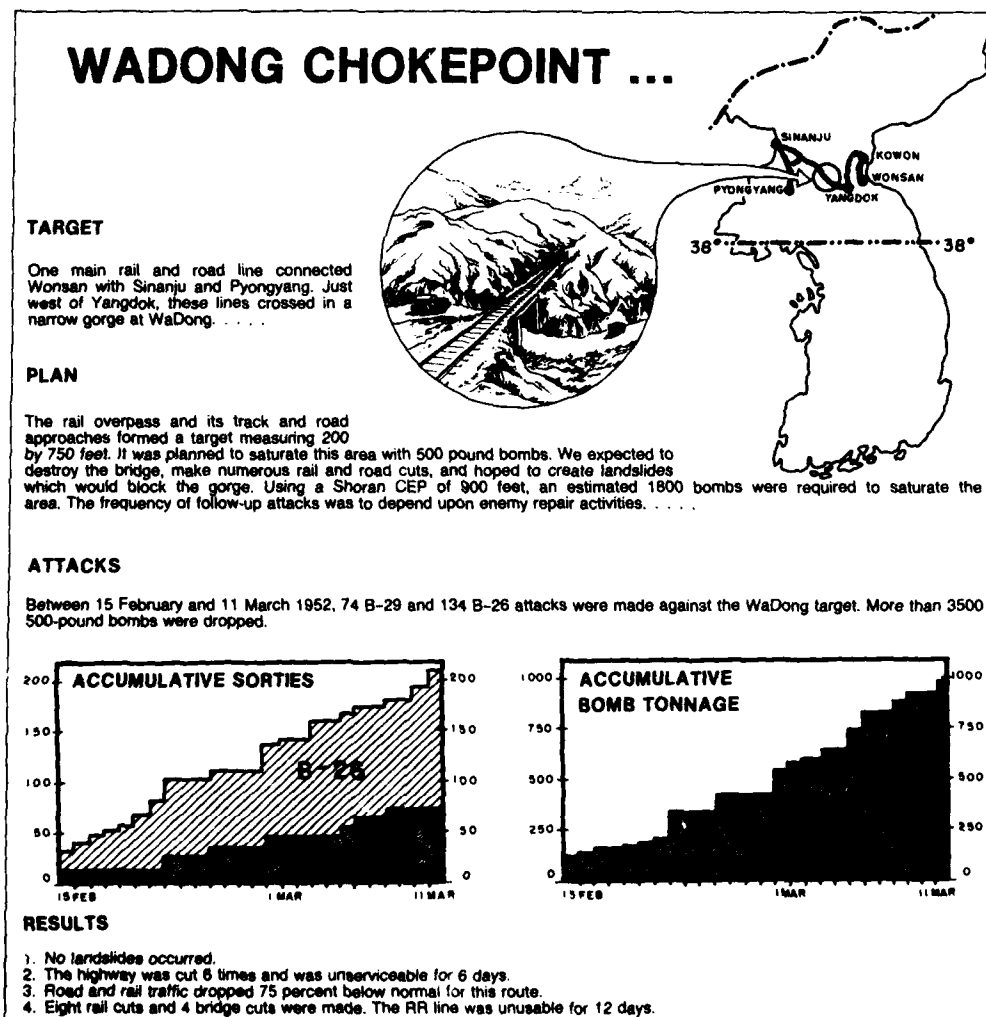 WADONG CHOKEPOINT ...
SINANJU
KOWON
WONSAN
PYONGYANG
YANGDOK
38°
38°
TARGET
One main rail and road line connected
Wonsan with Sinanju and Pyongyang. Just
west of Yangdok, these lines crossed in a
narrow gorge at WaDong. . . . .
PLAN
The rail overpass and its track and road
approaches formed a target measuring 200
by 750 feet. It was planned to saturate this area with 500 pound bombs. We expected to
destroy the bridge, make numerous rail and road cuts, and hoped to create landslides
which would block the gorge. Using a Shoran CEP of 900 feet, an estimated 1800 bombs were required to saturate the
area. The frequency of follow-up attacks was to depend upon enemy repair activities. . . . .
ATTACKS
Between 15 February and 11 March 1952, 74 B-29 and 134 B-26 attacks were made against the WaDong target. More than 3500
500-pound bombs were dropped.
ACCUMULATIVE SORTIES
200
150
100
50
0
200
150
100
50
0
B-26
15 FEB
1 MAR
11 MAR
ACCUMULATIVE
BOMB TONNAGE
1000
750
500
250
0
1000
750
500
250
0
15 FEB
1 MAR
11 MAR
RESULTS
1. No landslides occurred.
2. The highway was cut 6 times and was unserviceable for 6 days.
3. Road and rail traffic dropped 75 percent below normal for this route.
4. Eight rail cuts and 4 bridge cuts were made. The RR line was unusable for 12 days.